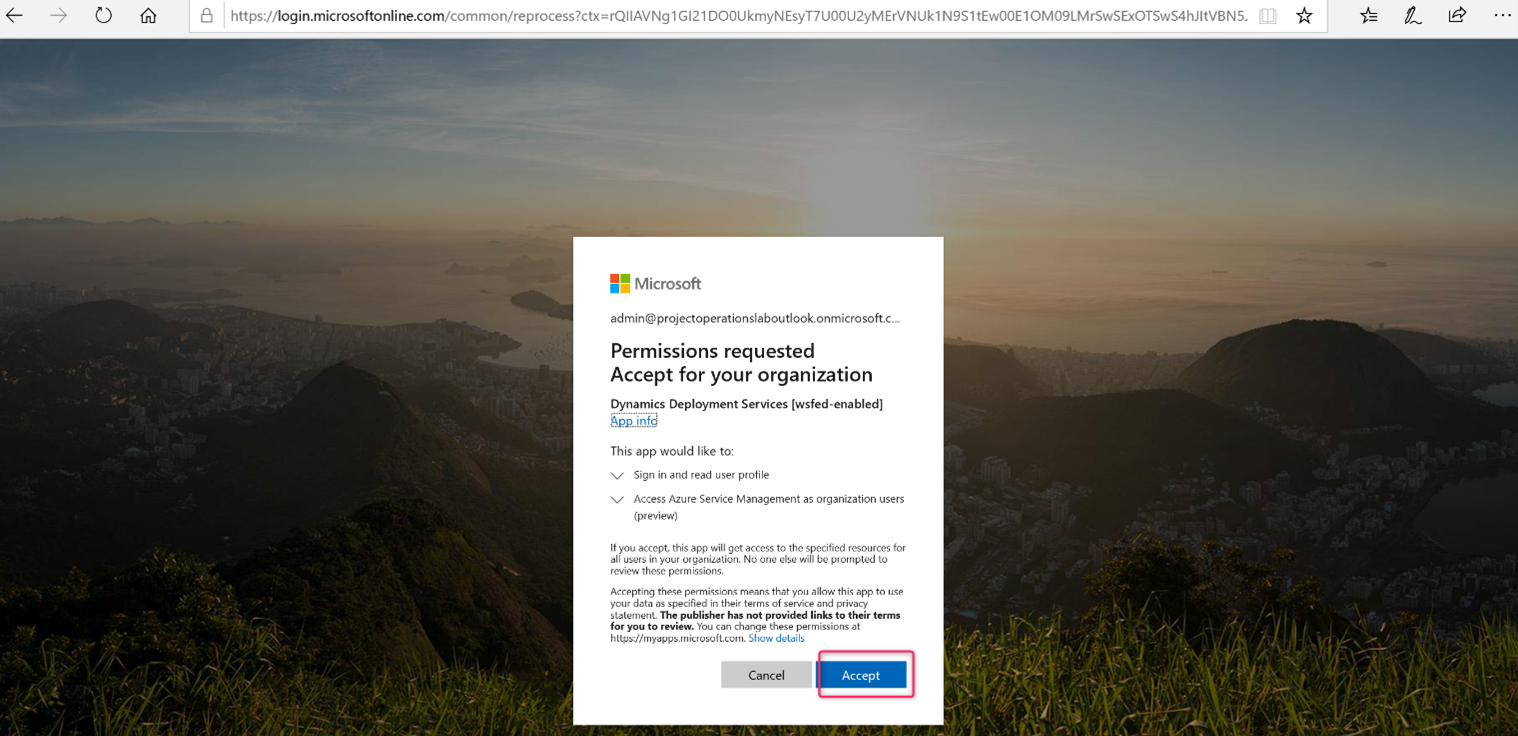 https://login.microsoftonline.com/common/reprocess?ctx=rQIIAVNg1GI21DO0UkmyNEsyT7U00U2yMErVNUk1N9S1tEw00E1OM09LMrSwSExOTSwS4hJItVBN5.
Microsoft
admin@projectoperationslaboutlook.onmicrosoft.c...
Permissions requested
Accept for your organization
Dynamics Deployment Services [wsfed-enabled]
App info
This app would like to:
Sign in and read user profile
Access Azure Service Management as organization users
(preview)
If you accept, this app will get access to the specified resources for
all users in your organization. No one else will be prompted to
review these permissions.
Accepting these permissions means that you allow this app to use
your data as specified in their terms of service and privacy
statement. The publisher has not provided links to their terms
for you to review. You can change these permissions at
https://myapps.microsoft.com. Show details
Cancel Accept